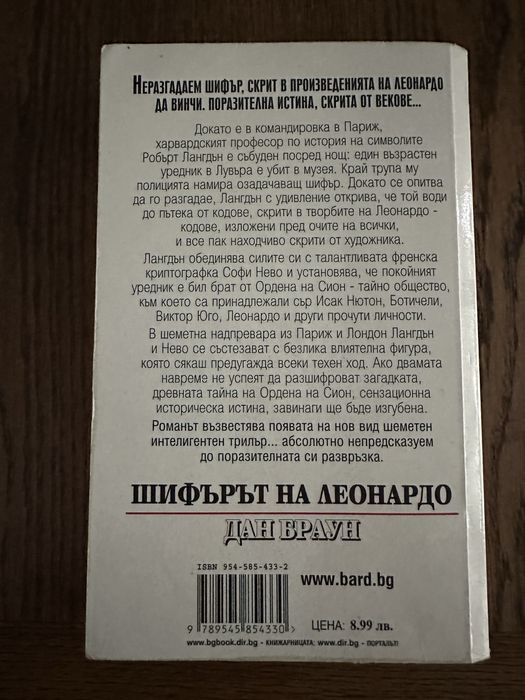 Неразгадаем шифър, скрит в произведенията на Леонардо
да Винчи. Поразителна истина, скрита от векове...
Докато е в командировка в Париж,
харвардският професор по история на символите
Робърт Лангдън е събуден посред нощ: един възрастен
уредник в Лувъра е убит в музея. Край трупа му
полицията намира озадачаващ шифър. Докато се опитва
да го разгадае, Лангдън с удивление открива, че той води
до пътека от кодове, скрити в творбите на Леонардо -
кодове, изложени пред очите на всички,
и все пак находчиво скрити от художника.
Лангдън обединява силите си с талантливата френска
криптографка Софи Нево и установява, че покойният
уредник е бил брат от Ордена на Сион - тайно общество,
към което са принадлежали сър Исак Нютон, Ботичели,
Виктор Юго, Леонардо и други прочути личности.
В шеметна надпревара из Париж и Лондон Лангдън
и Нево се състезават с безлика влиятелна фигура,
която сякаш предугажда всеки техен ход. Ако двамата
навреме не успеят да разшифроват загадката,
древната тайна на Ордена на Сион, сензационна
историческа истина, завинаги ще бъде изгубена.
Романът възвестява появата на нов вид шеметен
интелигентен трилър... абсолютно непредсказуем
до поразителната си развръзка.
ШИФЪРЪТ НА ЛЕОНАРДО
ДАН БРАУН
ISBN 954-585-433-2
www.bard.bg
9 789545 854330 >
ЦЕНА: 8.99 лв.
www.bgbook.dir.bg - КНИЖАРНИЦАТА; www.dir.bg - ПОРТАЛЪТ!